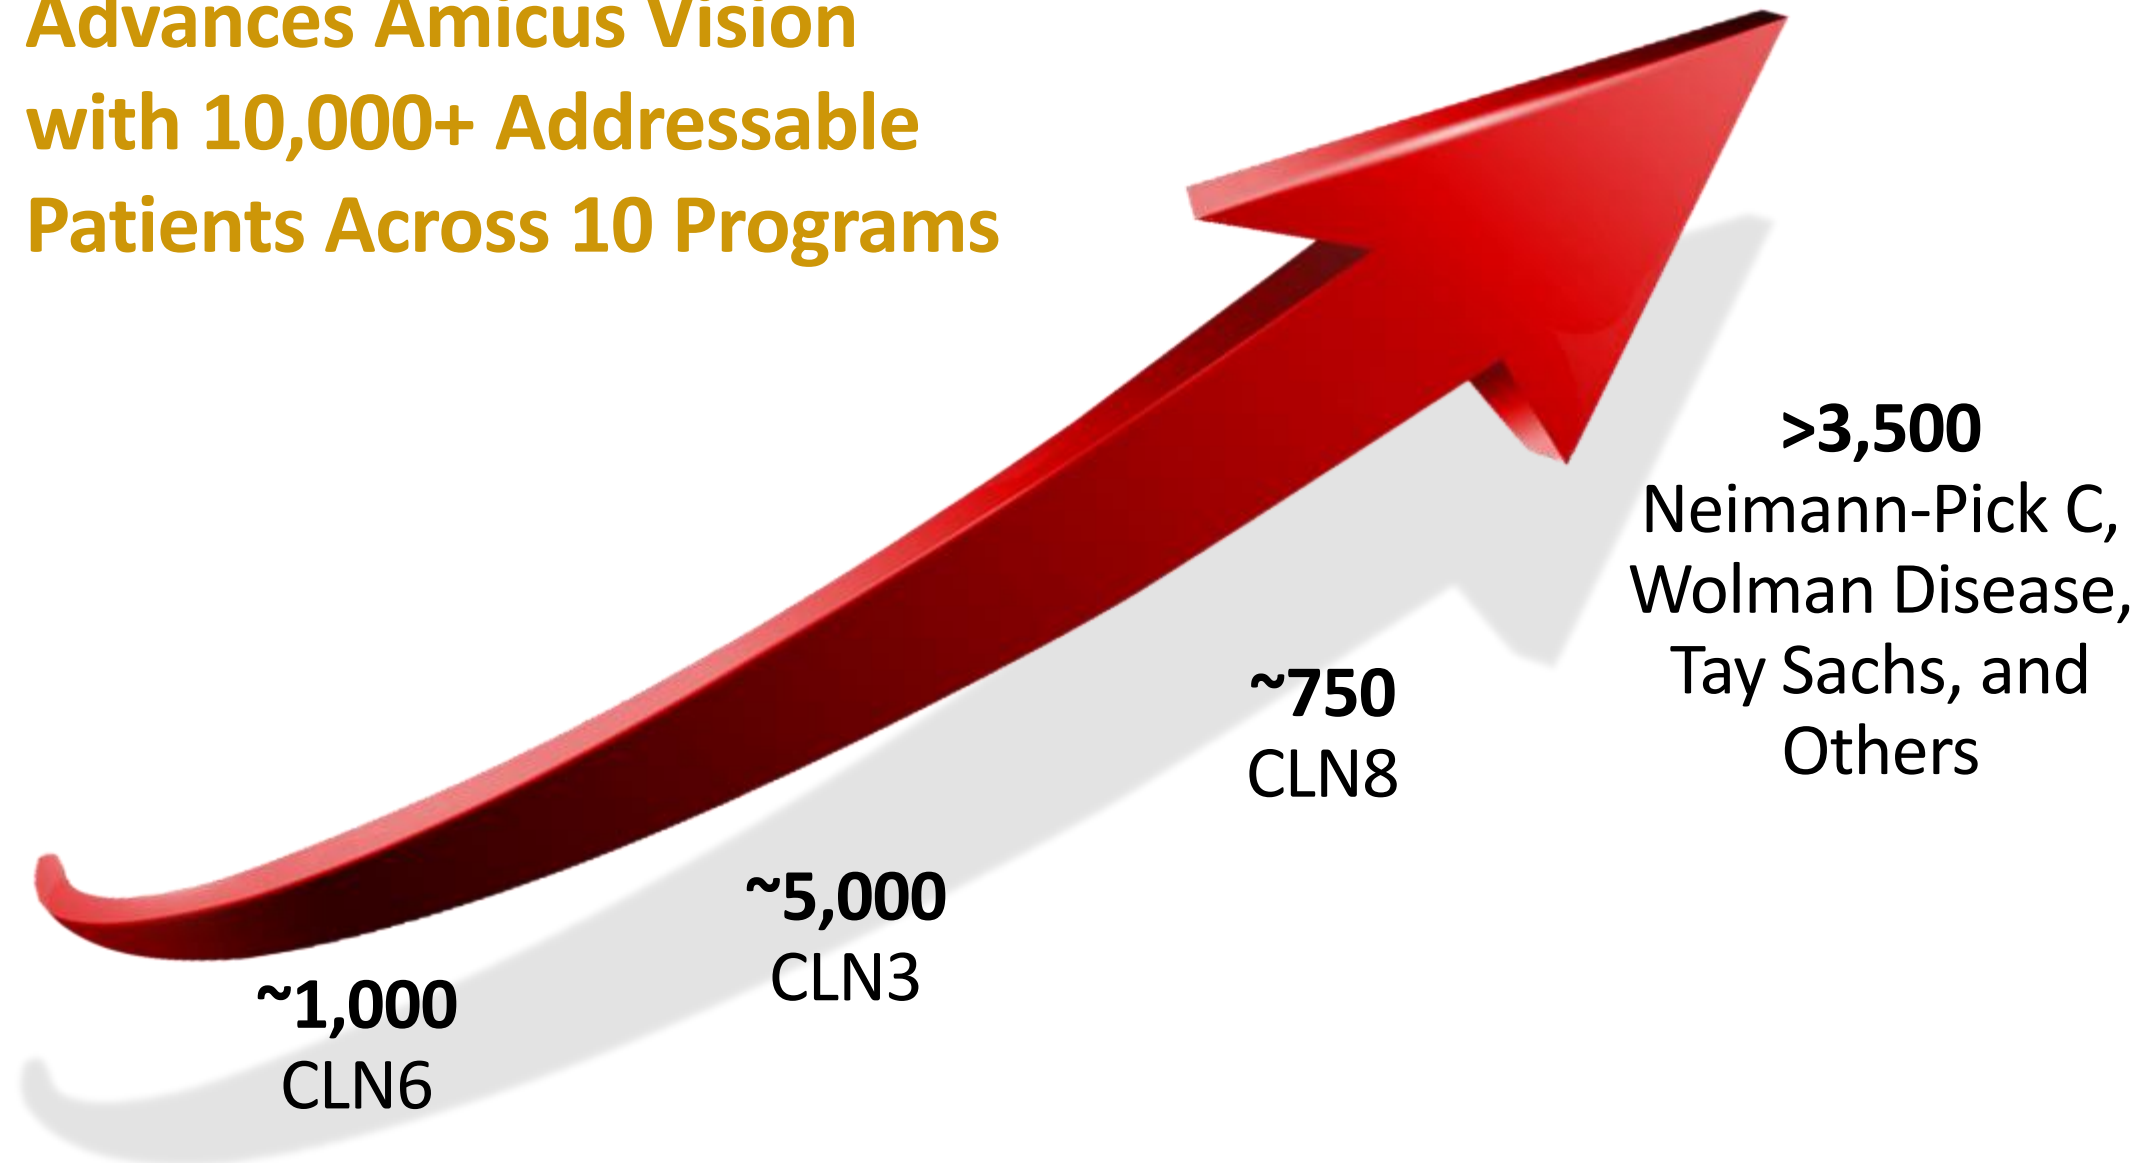 Advances Amicus Vision
with 10,000+ Addressable
Patients Across 10 Programs
>3,500
Neimann-Pick C,
Wolman Disease,
Tay Sachs, and
Others
~750
CLN8
~5,000
CLN3
~1,000
CLN6